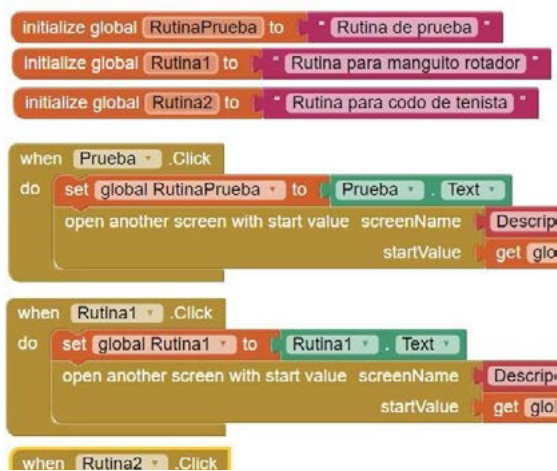 initialize global RutinaPrueba to " Rutina de prueba "
initialize global Rutina1 to " Rutina para manguito rotador "
initialize global Rutina2 to " Rutina para codo de tenista "
when Prueba .Click
do set global RutinaPrueba to Prueba . Text
open another screen with start value screenName
startValue get
when Rutina1 .Click
do set global Rutina1 to Rutina1 . Text
open another screen with start value screenName
startValue get
when Rutina2 .Click